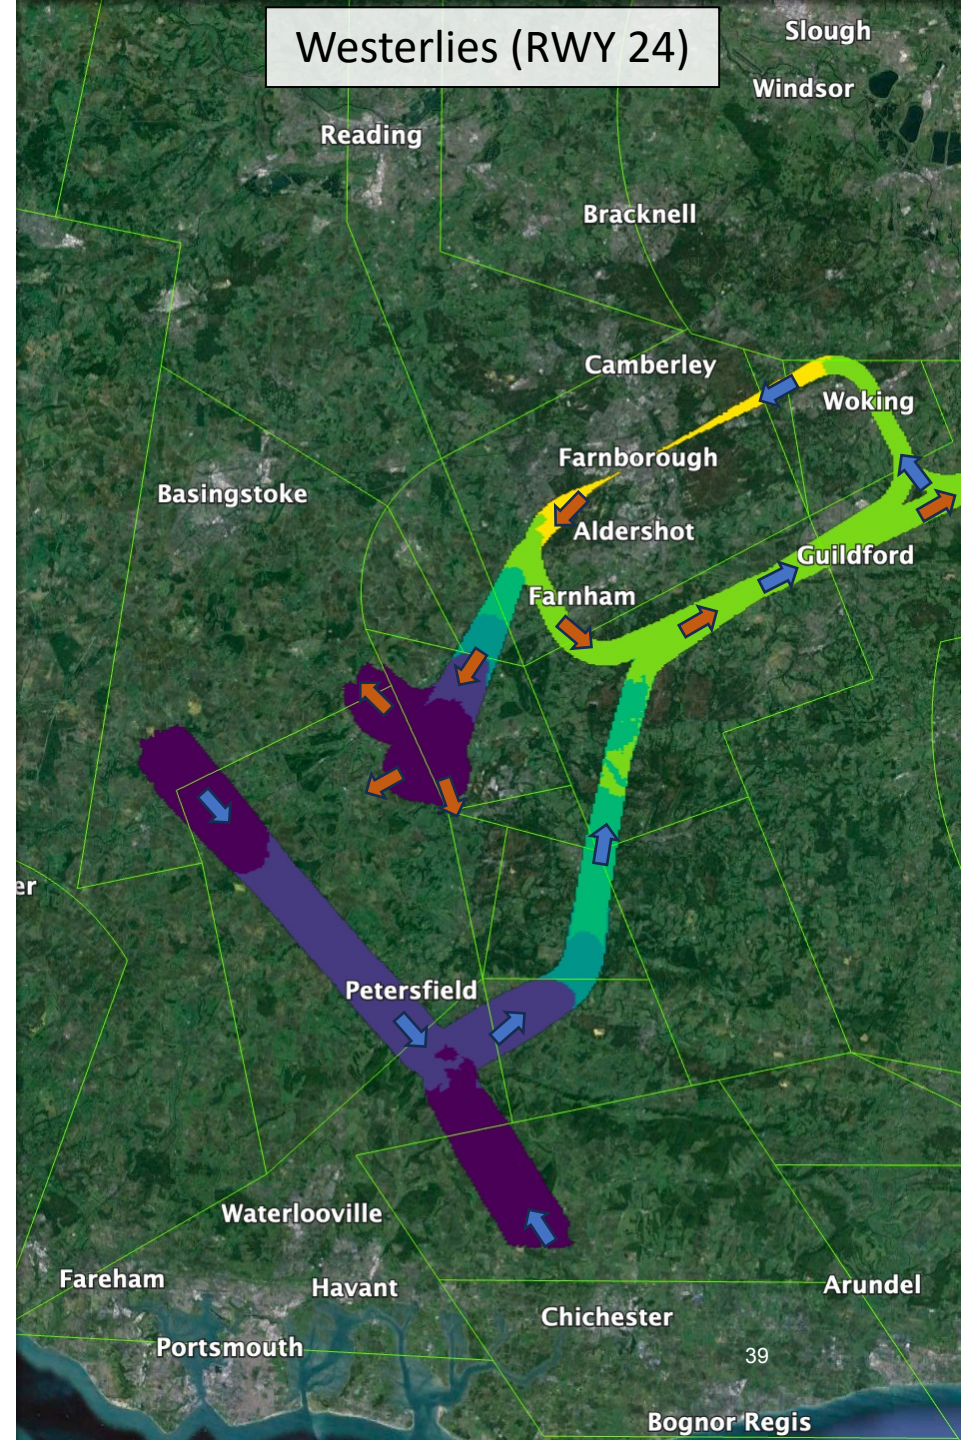 Westerlies (RWY 24)
Slough
Windsor
Reading
Bracknell
Camberley
Woking
Farnborough
Basingstoke
Aldershot
Guildford
Farnham
er
Petersfield
Waterlooville
Fareham
Havant
Arundel
Chichester
Portsmouth
39
Bognor Regis